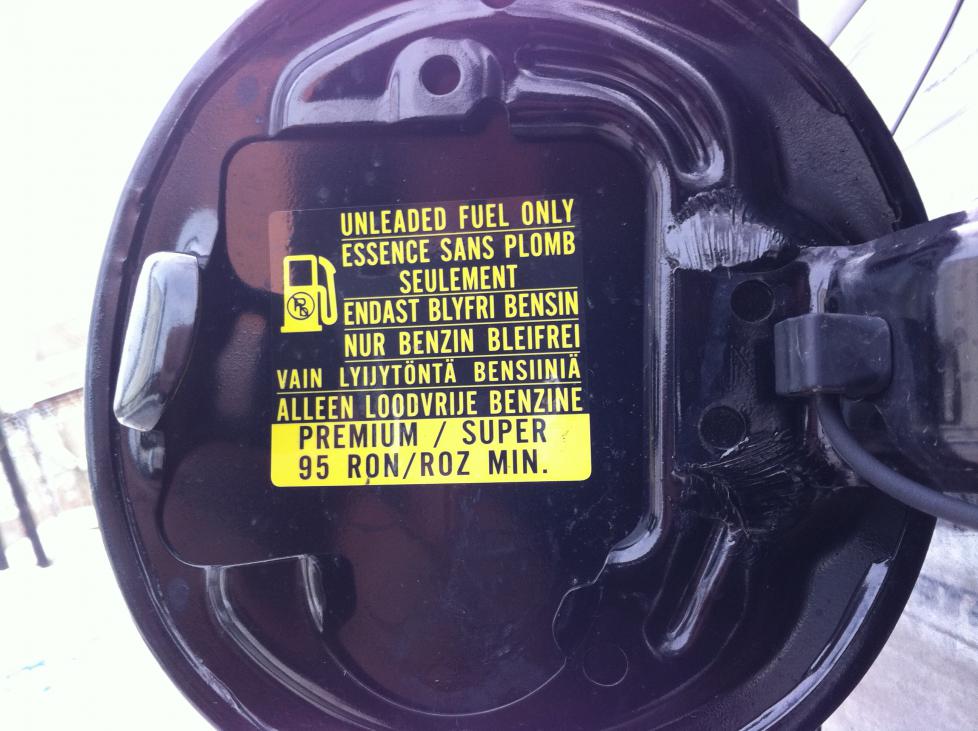 UNLEADED FUEL ONLY
ESSENCE SANS PLOMB
SEULEMENT
ENDAST BLYFRI BENSIN
NUR BENZIN BLEIFREI
VAIN LYIJYTÖNTÄ BENSIINIÄ
ALLEEN LOODVRIJE BENZINE
PREMIUM / SUPER
95 RON/ROZ MIN.